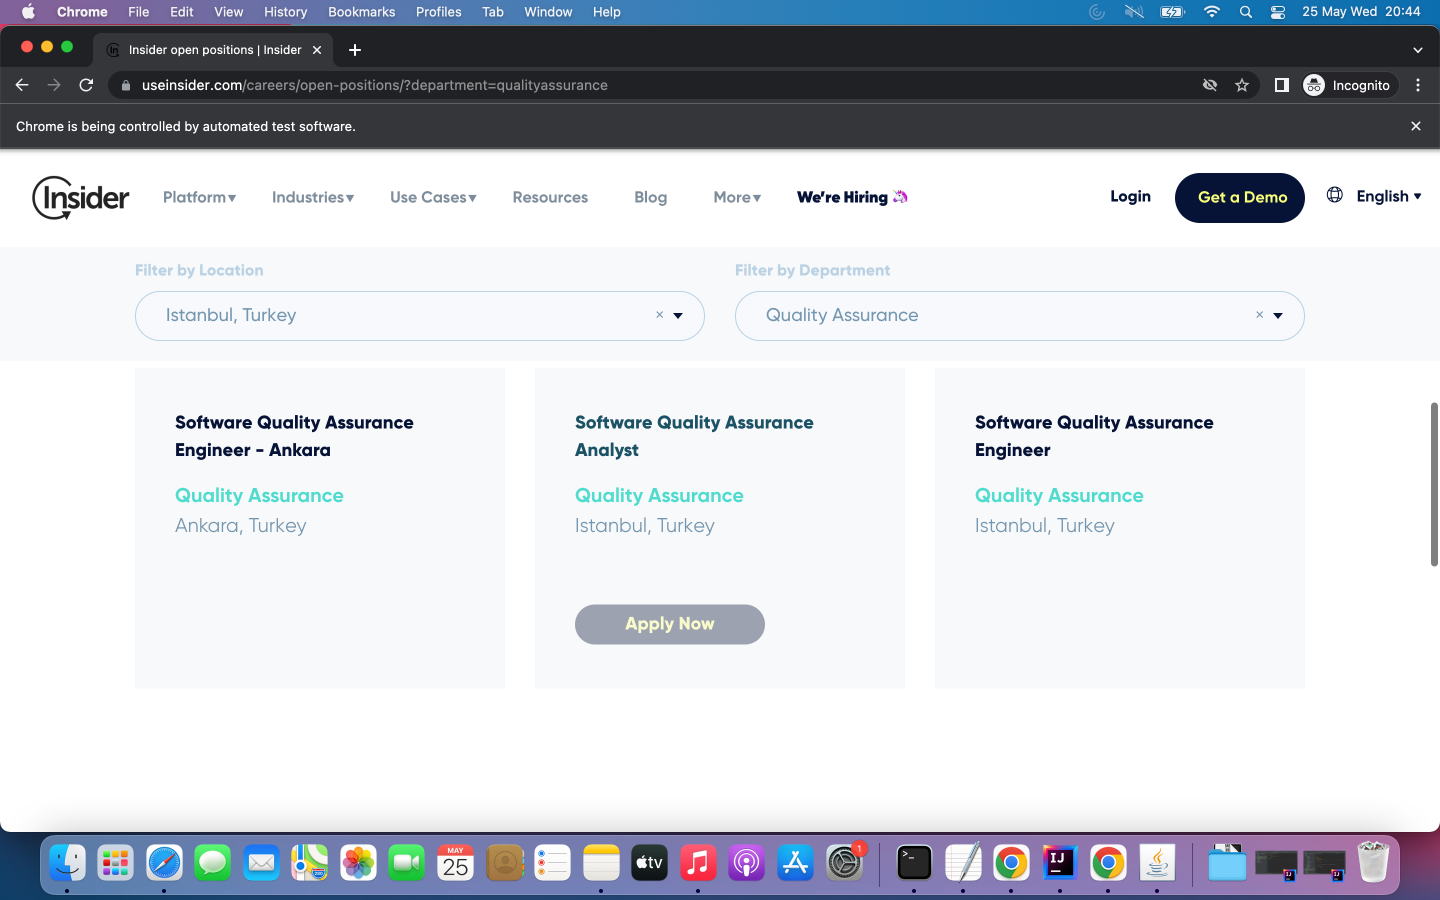 Chrome File Edit View History Bookmarks Profiles Tab Window Help 25 May Wed 20:44
Insider open positions | Insider
useinsider.com/careers/open-positions/?department=qualityassurance
Incognito
Chrome is being controlled by automated test software.
Insider Platform Industries Use Cases Resources Blog More We're Hiring Login Get a Demo English
Filter by Location Filter by Department
Istanbul, Turkey × Quality Assurance ×
Software Quality Assurance
Engineer - Ankara
Quality Assurance
Ankara, Turkey
Software Quality Assurance
Analyst
Quality Assurance
Istanbul, Turkey
Apply Now
Software Quality Assurance
Engineer
Quality Assurance
Istanbul, Turkey
MAY
25
tv
1
IJ